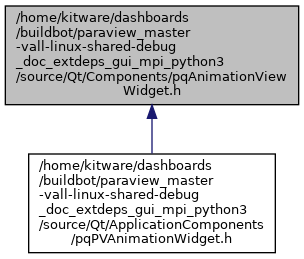 /home/kitware/dashboards
/buildbot/paraview_master
-vall-linux-shared-debug
_doc_extdeps_gui_mpi_python3
/source/Qt/Components/pqAnimationView
Widget.h
/home/kitware/dashboards
/buildbot/paraview_master
-vall-linux-shared-debug
_doc_extdeps_gui_mpi_python3
/source/Qt/ApplicationComponents
/pqPVAnimationWidget.h